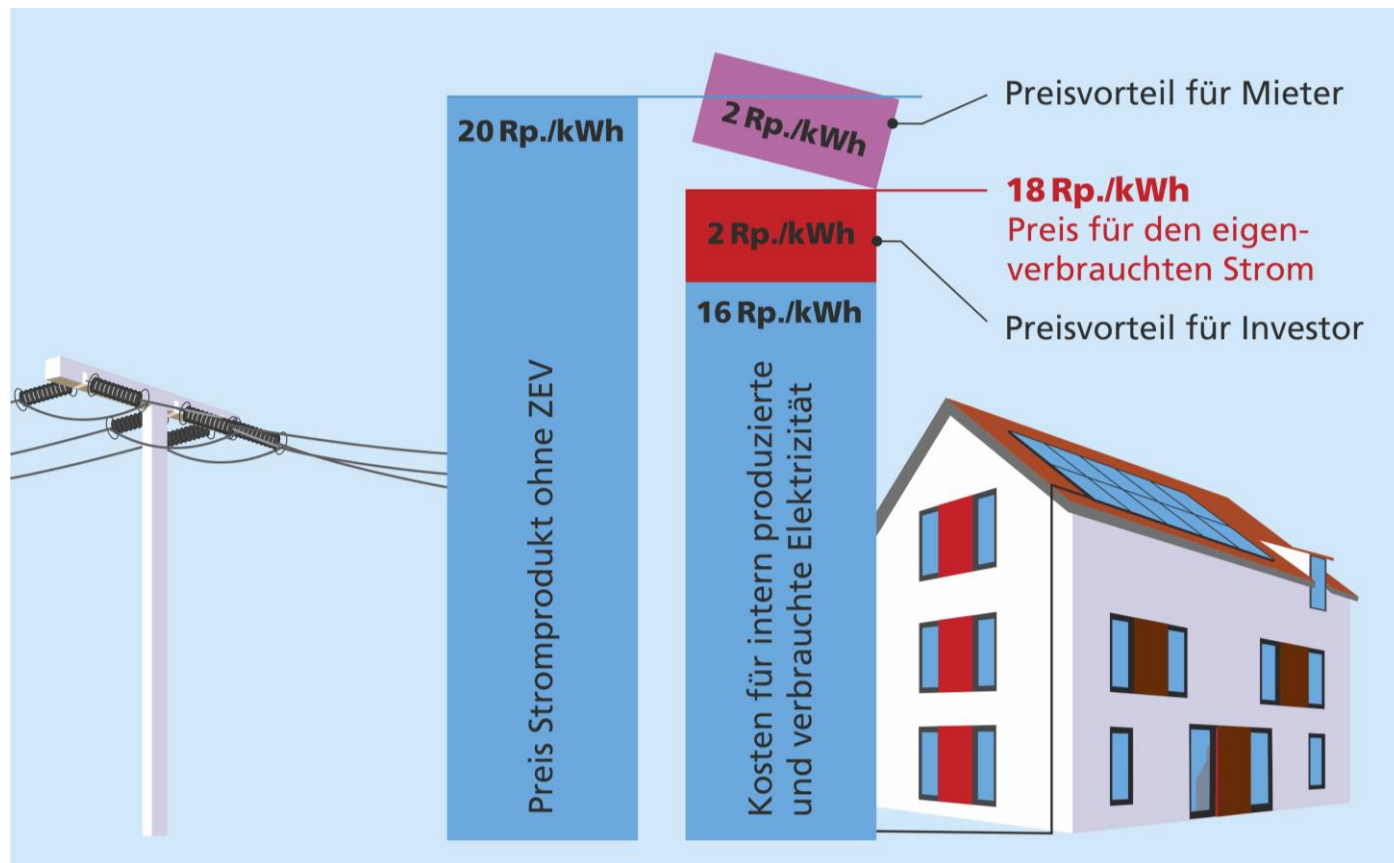 20 Rp./kWh
Preis Stromprodukt ohne ZEV
2 Rp./kWh
2 Rp./kWh
16 Rp./kWh
Kosten für intern produzierte
und verbrauchte Elektrizität
Preisvorteil für Mieter
18 Rp./kWh
Preis für den eigen-
verbrauchten Strom
Preisvorteil für Investor